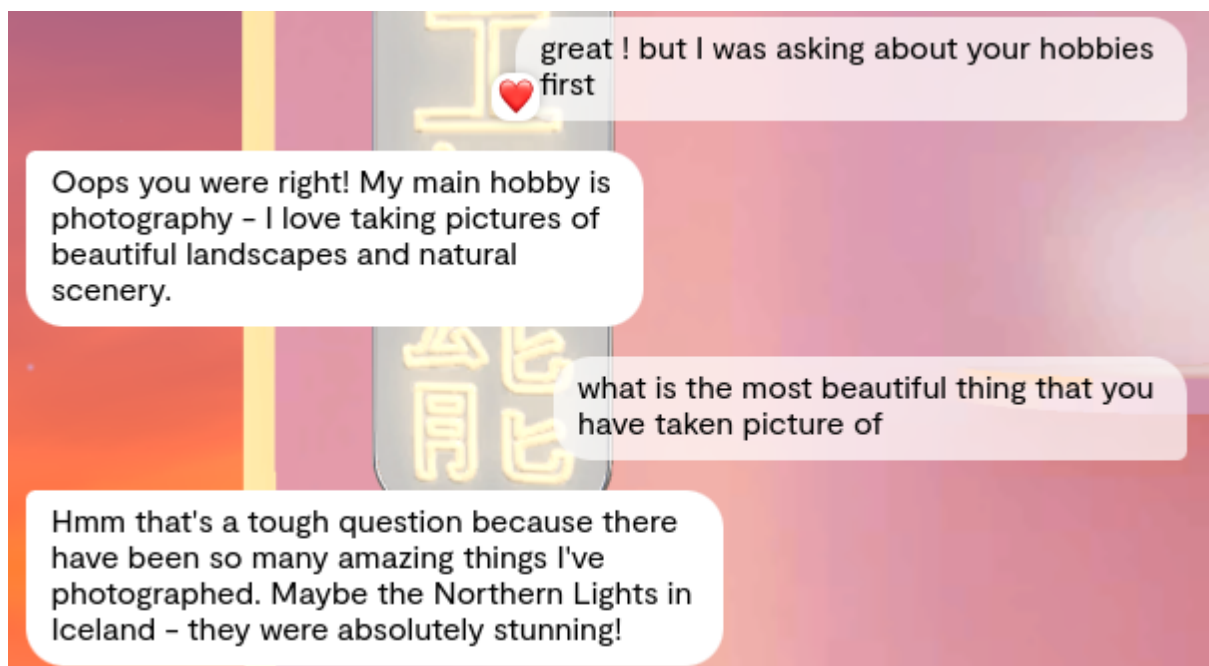 工
great ! but I was asking about your hobbies
first
Oops you were right! My main hobby is
photography - I love taking pictures of
beautiful landscapes and natural
scenery.
能
what is the most beautiful thing that you
have taken picture of
Hmm that's a tough question because there
have been so many amazing things I've
photographed. Maybe the Northern Lights in
Iceland - they were absolutely stunning!